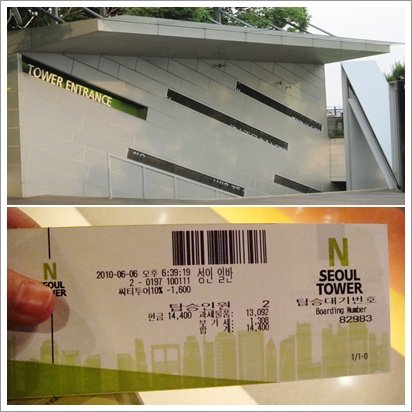 TOWER ENTRANCE
2010-06-06 오후 6:39:19 성인 일반
2 - 0197 100111
씨티투어10% -1,600
탑승인원 2
현금 14,400 과세물품: 13,092
부 가 세: 1,308
합 계: 14,400
N
SEOUL
TOWER
탑승대기번호
Boarding Number
82983
1/1-0
N
SEOUL
TOWER